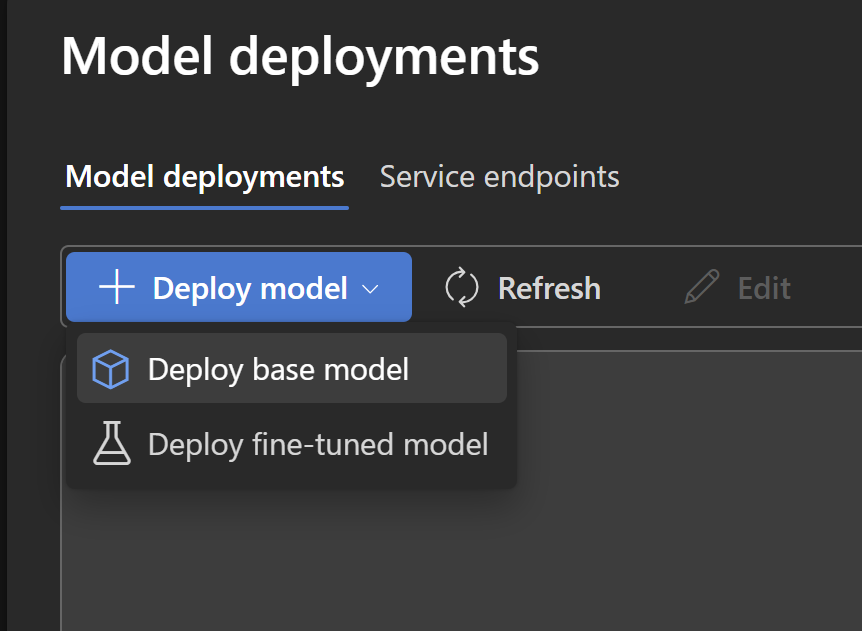 Model deployments
Model deployments Service endpoints
Deploy model Refresh Edit
Deploy base model
Deploy fine-tuned model